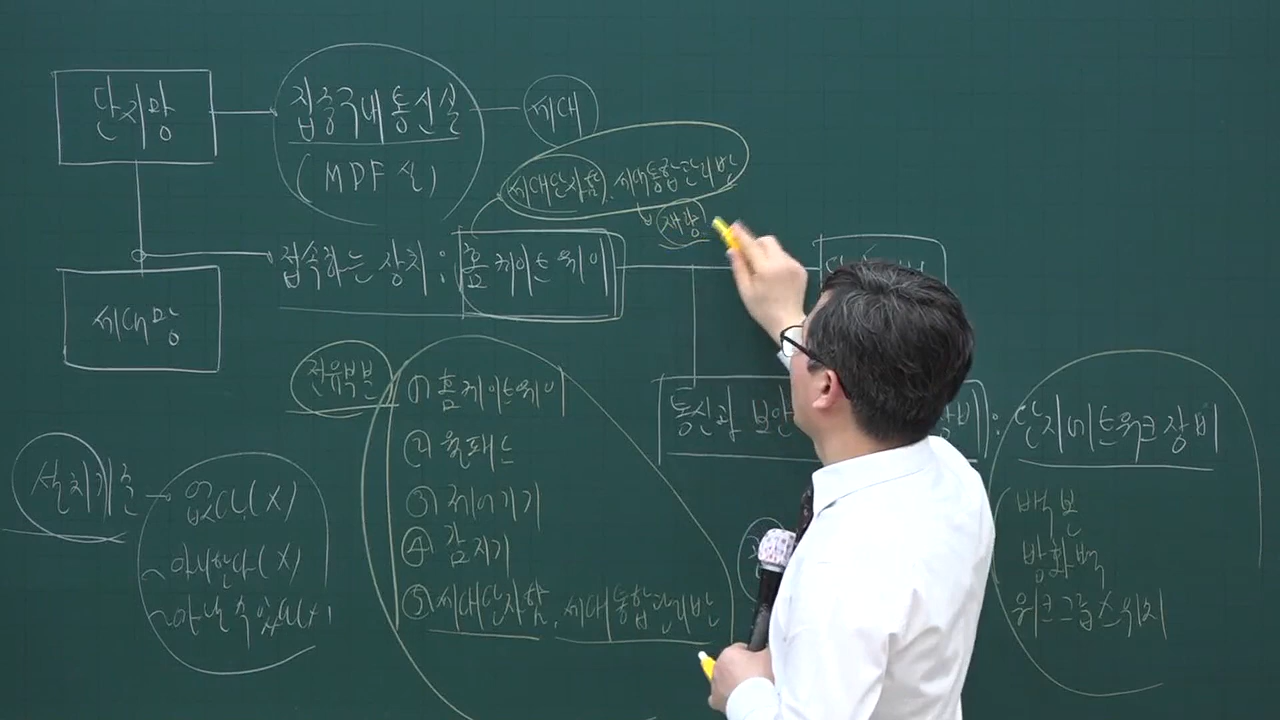 단지망
집중구내통신실
세대
(MDF실)
세대단자함, 세대통합관리반
재량
접속하는 장치 : 홈게이트웨이
세대망
전유부분
① 홈게이트웨이
② 월패드
③ 제어기기
④ 감지기
⑤ 세대단자함, 세대통합관리반
통신과 보안
장비) : 단지네트워크장비
백본
방화벽
워크그룹스위치
설치기준
없다.(X)
아니한다(X)